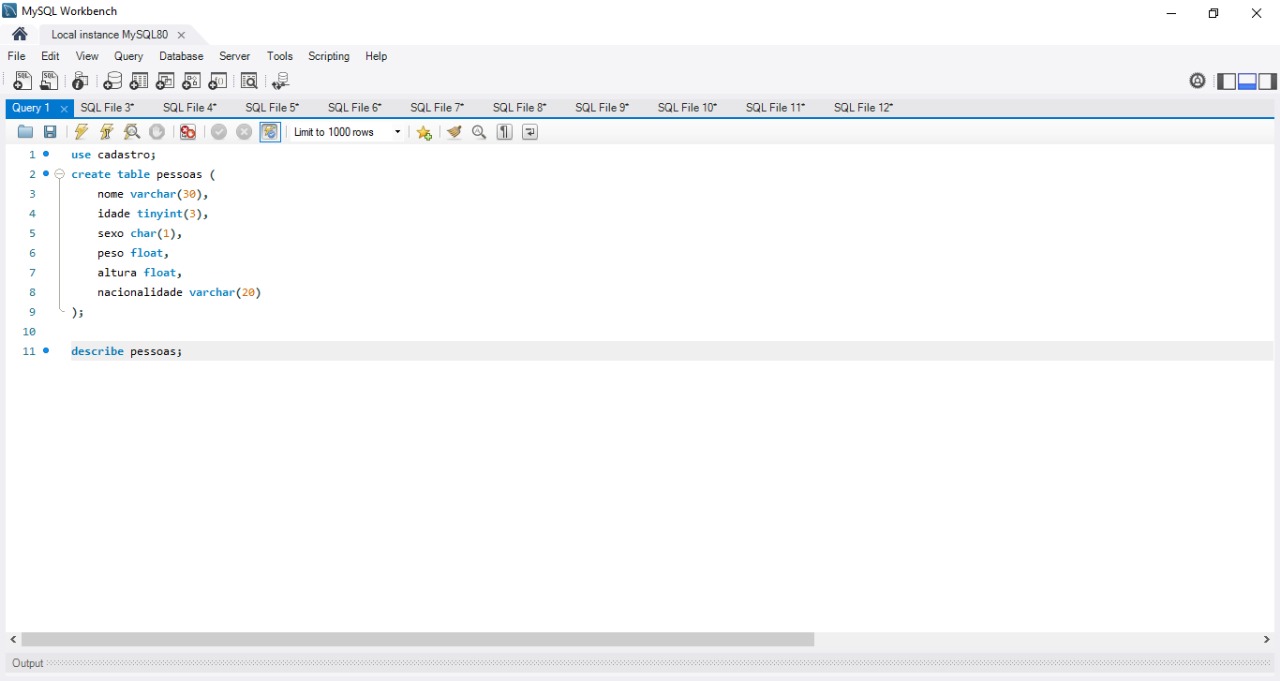 MySQL Workbench
Local instance MySQL80
File Edit View Query Database Server Tools Scripting Help
Query 1 SQL File 3* SQL File 4* SQL File 5* SQL File 6* SQL File 7* SQL File 8* SQL File 9* SQL File 10* SQL File 11* SQL File 12*
Limit to 1000 rows
1 use cadastro;
2 create table pessoas (
3 nome varchar(30),
4 idade tinyint(3),
5 sexo char(1),
6 peso float,
7 altura float,
8 nacionalidade varchar(20)
9 );
10
11 describe pessoas;
Output